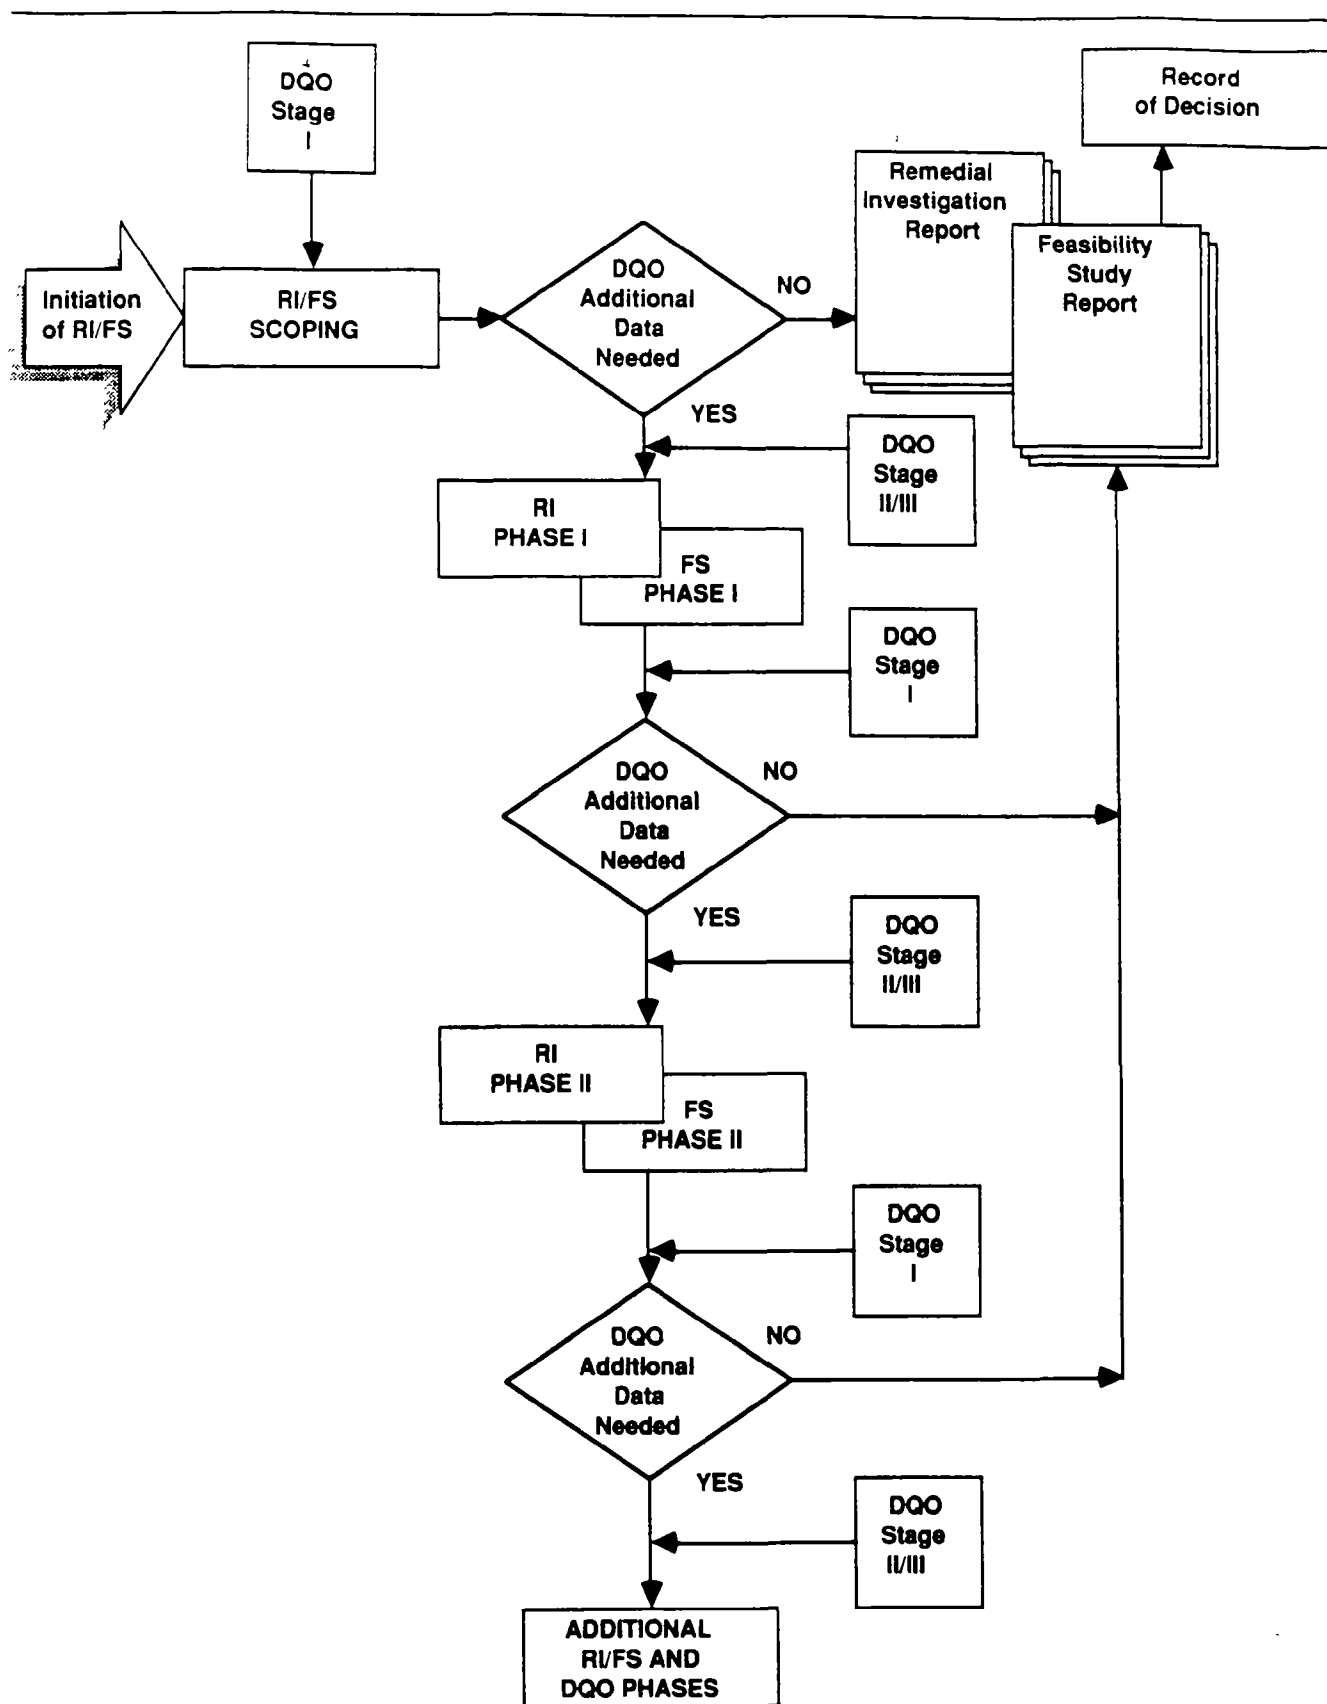 DQO
Stage
I
Record
of Decision
Remedial
Investigation
Report
Feasibility
Study
Report
Initiation
of RI/FS
RI/FS
SCOPING
DQO
Additional
Data
Needed
NO
YES
DQO
Stage
II/III
RI
PHASE I
FS
PHASE I
DQO
Stage
I
DQO
Additional
Data
Needed
NO
YES
DQO
Stage
II/III
RI
PHASE II
FS
PHASE II
DQO
Stage
I
DQO
Additional
Data
Needed
NO
YES
DQO
Stage
II/III
ADDITIONAL
RI/FS AND
DQO PHASES